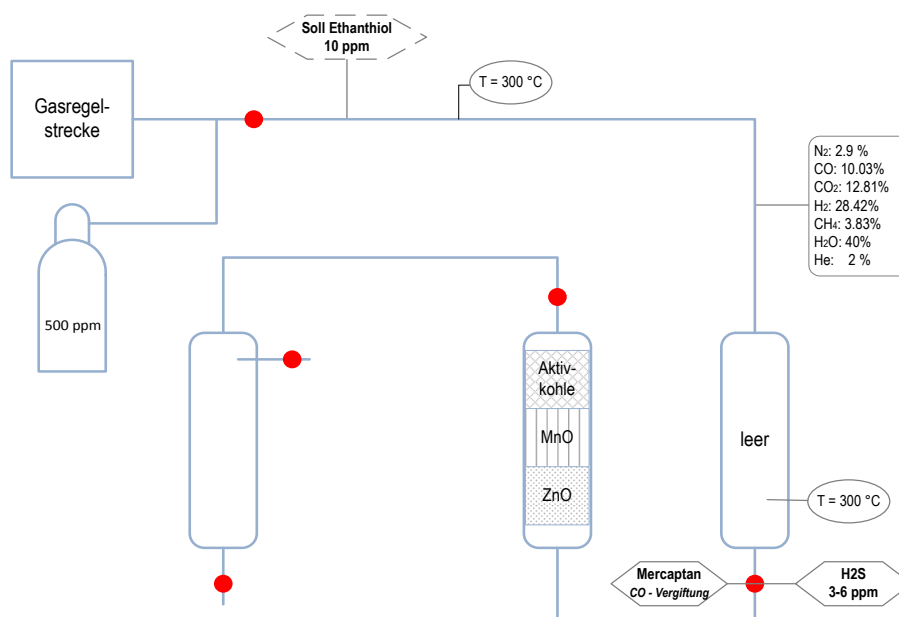 Soll Ethanthiol
10 ppm
T = 300 °C
Gasregel-
strecke
N2: 2.9 %
CO: 10.03%
CO2: 12.81%
H2: 28.42%
CH4: 3.83%
H2O: 40%
He: 2 %
500 ppm
Aktiv-
kohle
MnO
ZnO
leer
T = 300 °C
Mercaptan
CO - Vergiftung
H2S
3-6 ppm